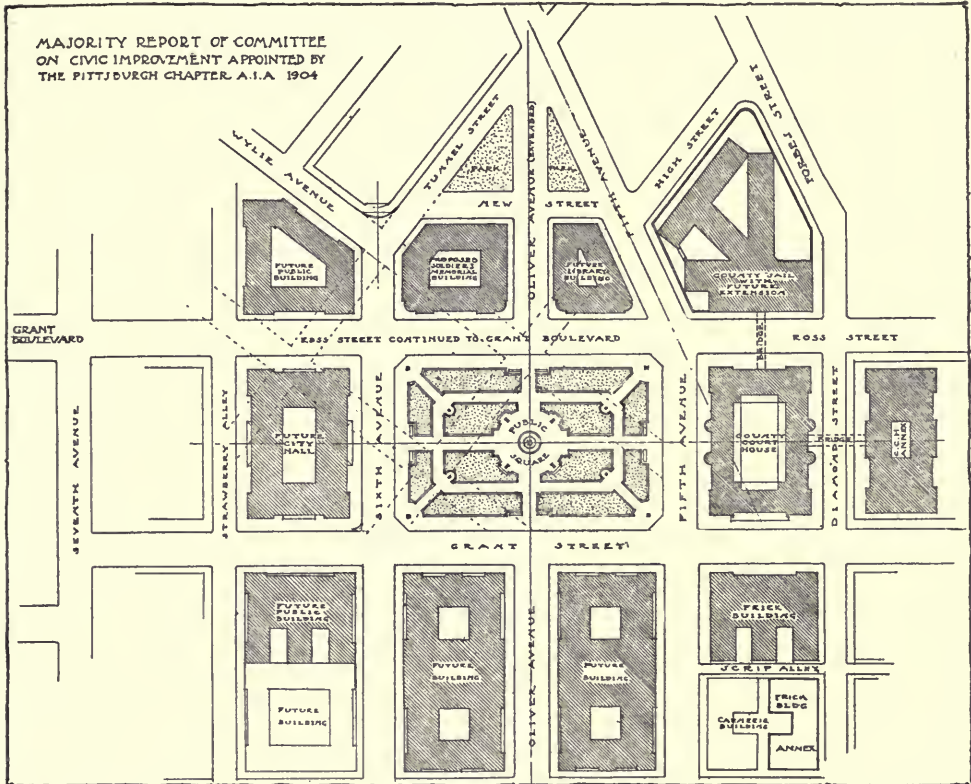 MAJORITY REPORT OF COMMITTEE
ON CIVIC IMPROVEMENT APPOINTED BY
THE PITTSBURGH CHAPTER A.I.A 1904
WYLIE AVENUE
TUNNEL STREET
PARK
PARK
OLIVER AVENUE (EXTENDED)
FIFTH AVENUE
HIGH STREET
FORBES STREET
NEW STREET
FUTURE
PUBLIC
BUILDING
PROPOSED
SOLDIERS
MEMORIAL
BUILDING
FUTURE
LIBRARY
BUILDING
COUNTY JAIL
WITH
FUTURE
EXTENSION
GRANT
BOULEVARD
ROSS STREET CONTINUED TO GRANT BOULEVARD
BRIDGE
ROSS STREET
SEVENTH AVENUE
STRAWBERRY ALLEY
FUTURE
CITY
HALL
SIXTH AVENUE
PUBLIC
SQUARE
FIFTH AVENUE
COUNTY
COURT
HOUSE
BRIDGE
DIAMOND STREET
C.C.H
ANNEX
GRANT STREET
FUTURE
PUBLIC
BUILDING
FUTURE
BUILDING
FUTURE
BUILDING
OLIVER AVENUE
FUTURE
BUILDING
FRICK
BUILDING
SCRIP ALLEY
CARNEGIE
BUILDING
FRICK
BLDG
ANNEX